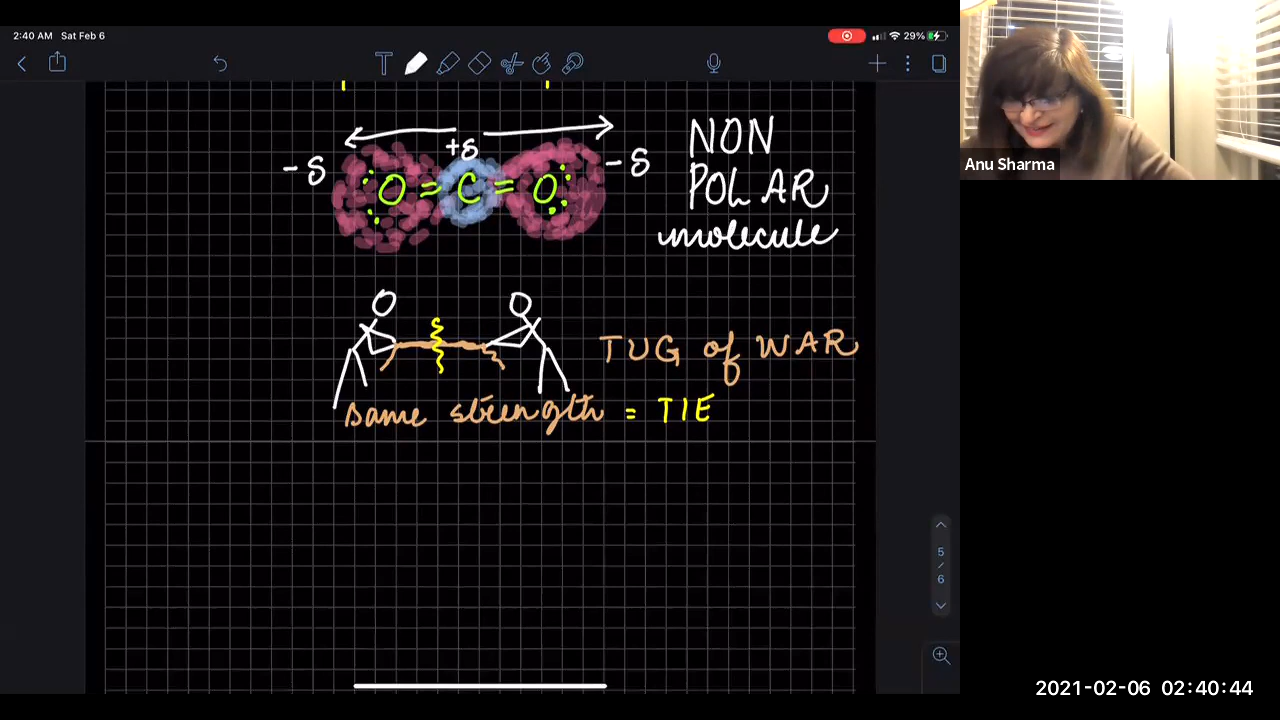 2:40 AM Sat Feb 6
29%
T
+δ
-δ
-δ
O = C = O
NON
POLAR
molecule
TUG of WAR
same strength = TIE
5
/
6
Anu Sharma
2021-02-06 02:40:44